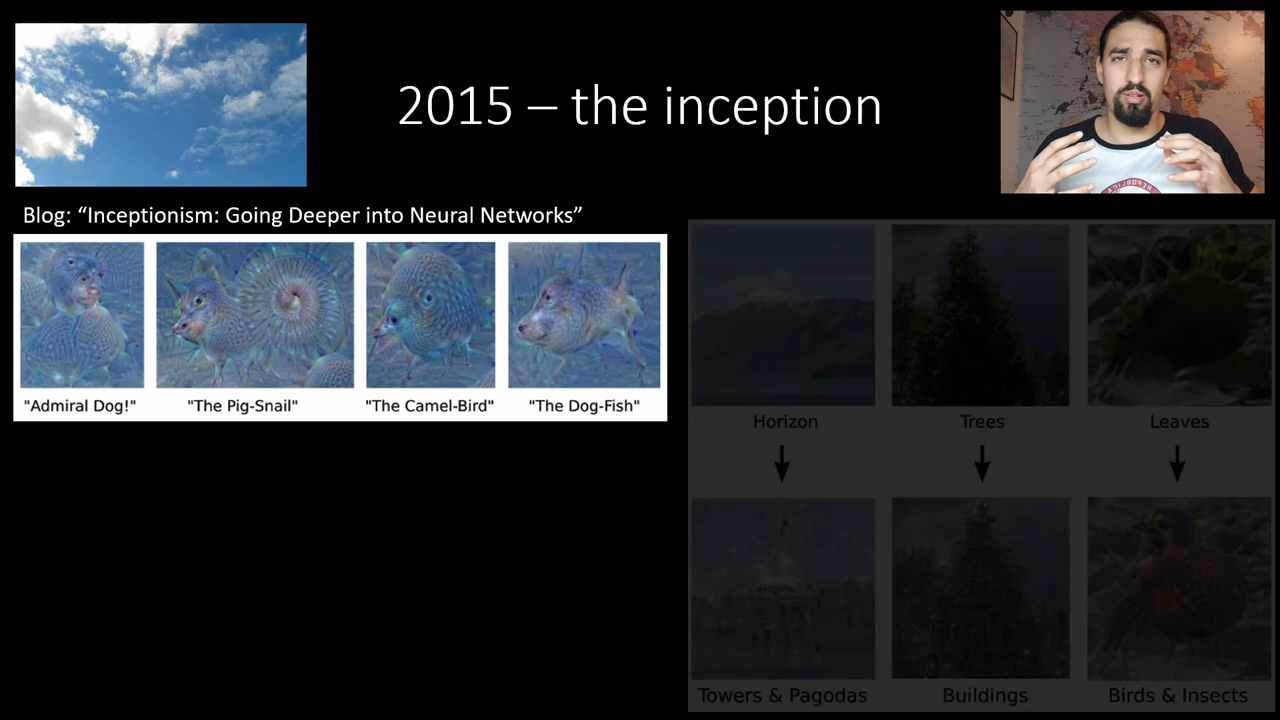 2015 – the inception
Blog: “Inceptionism: Going Deeper into Neural Networks”
"Admiral Dog!"
"The Pig-Snail"
"The Camel-Bird"
"The Dog-Fish"
Horizon
Trees
Leaves
Towers & Pagodas
Buildings
Birds & Insects